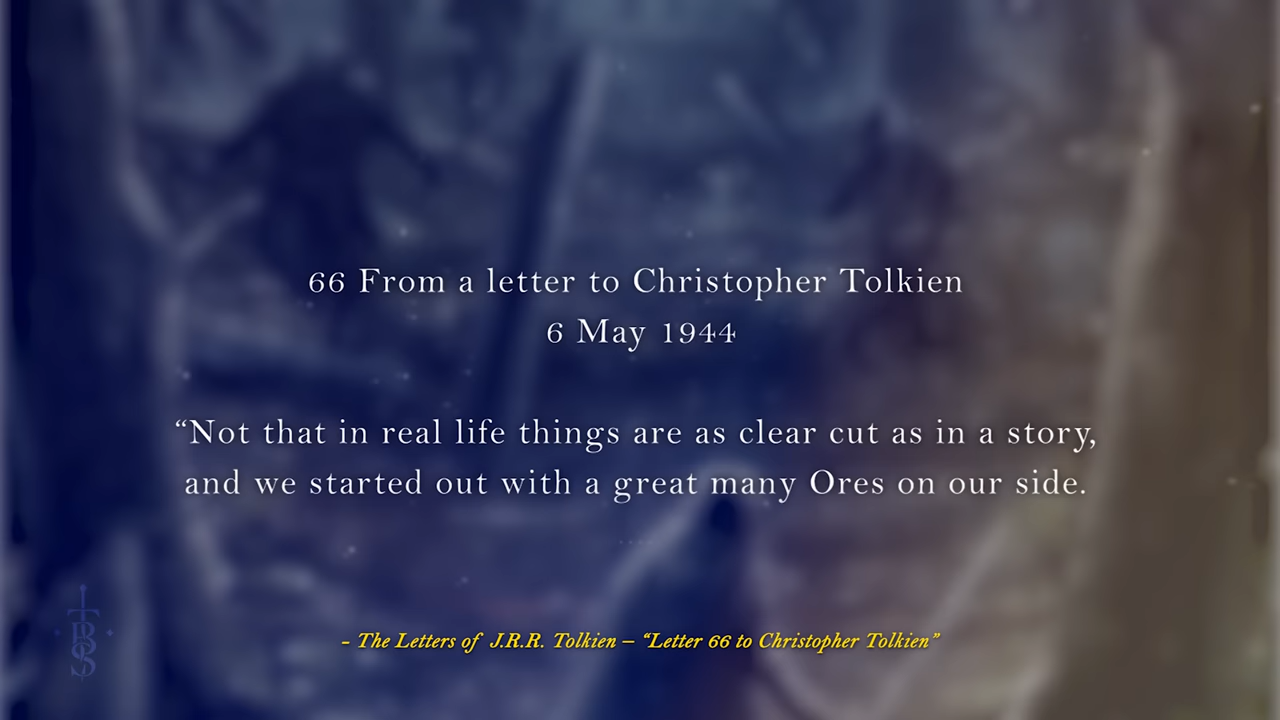 66 From a letter to Christopher Tolkien
6 May 1944
“Not that in real life things are as clear cut as in a story,
and we started out with a great many Ores on our side.
– The Letters of J.R.R. Tolkien – “Letter 66 to Christopher Tolkien”